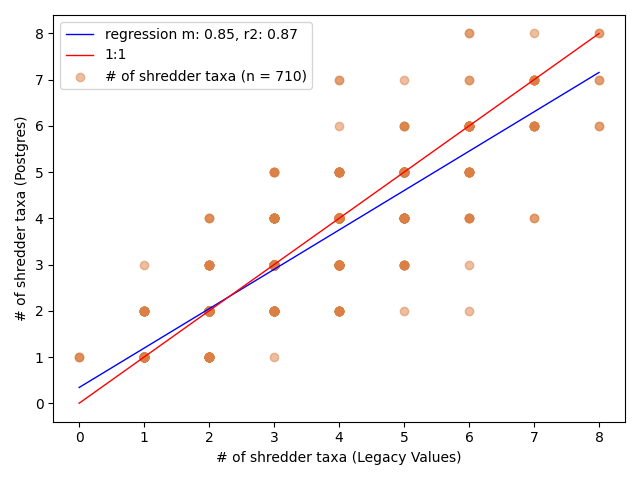 regression m: 0.85, r2: 0.87
1:1
# of shredder taxa (n = 710)
# of shredder taxa (Postgres)
8
7
6
5
4
3
2
1
0
0 1 2 3 4 5 6 7 8
# of shredder taxa (Legacy Values)